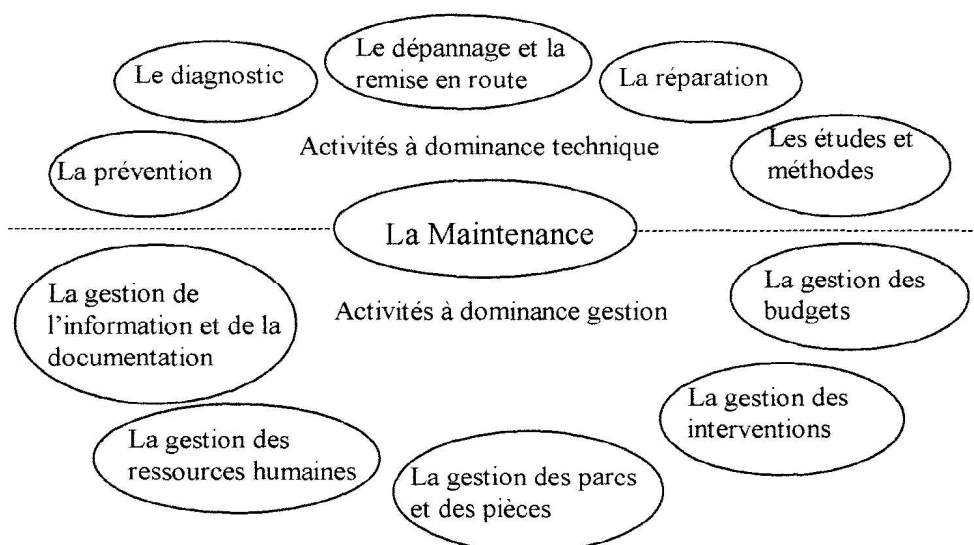 Le dépannage et la
remise en route
Le diagnostic
La réparation
Activités à dominance technique
Les études et
méthodes
La prévention
La Maintenance
La gestion de
l'information et de la
documentation
Activités à dominance gestion
La gestion des
budgets
La gestion des
interventions
La gestion des
ressources humaines
La gestion des parcs
et des pièces